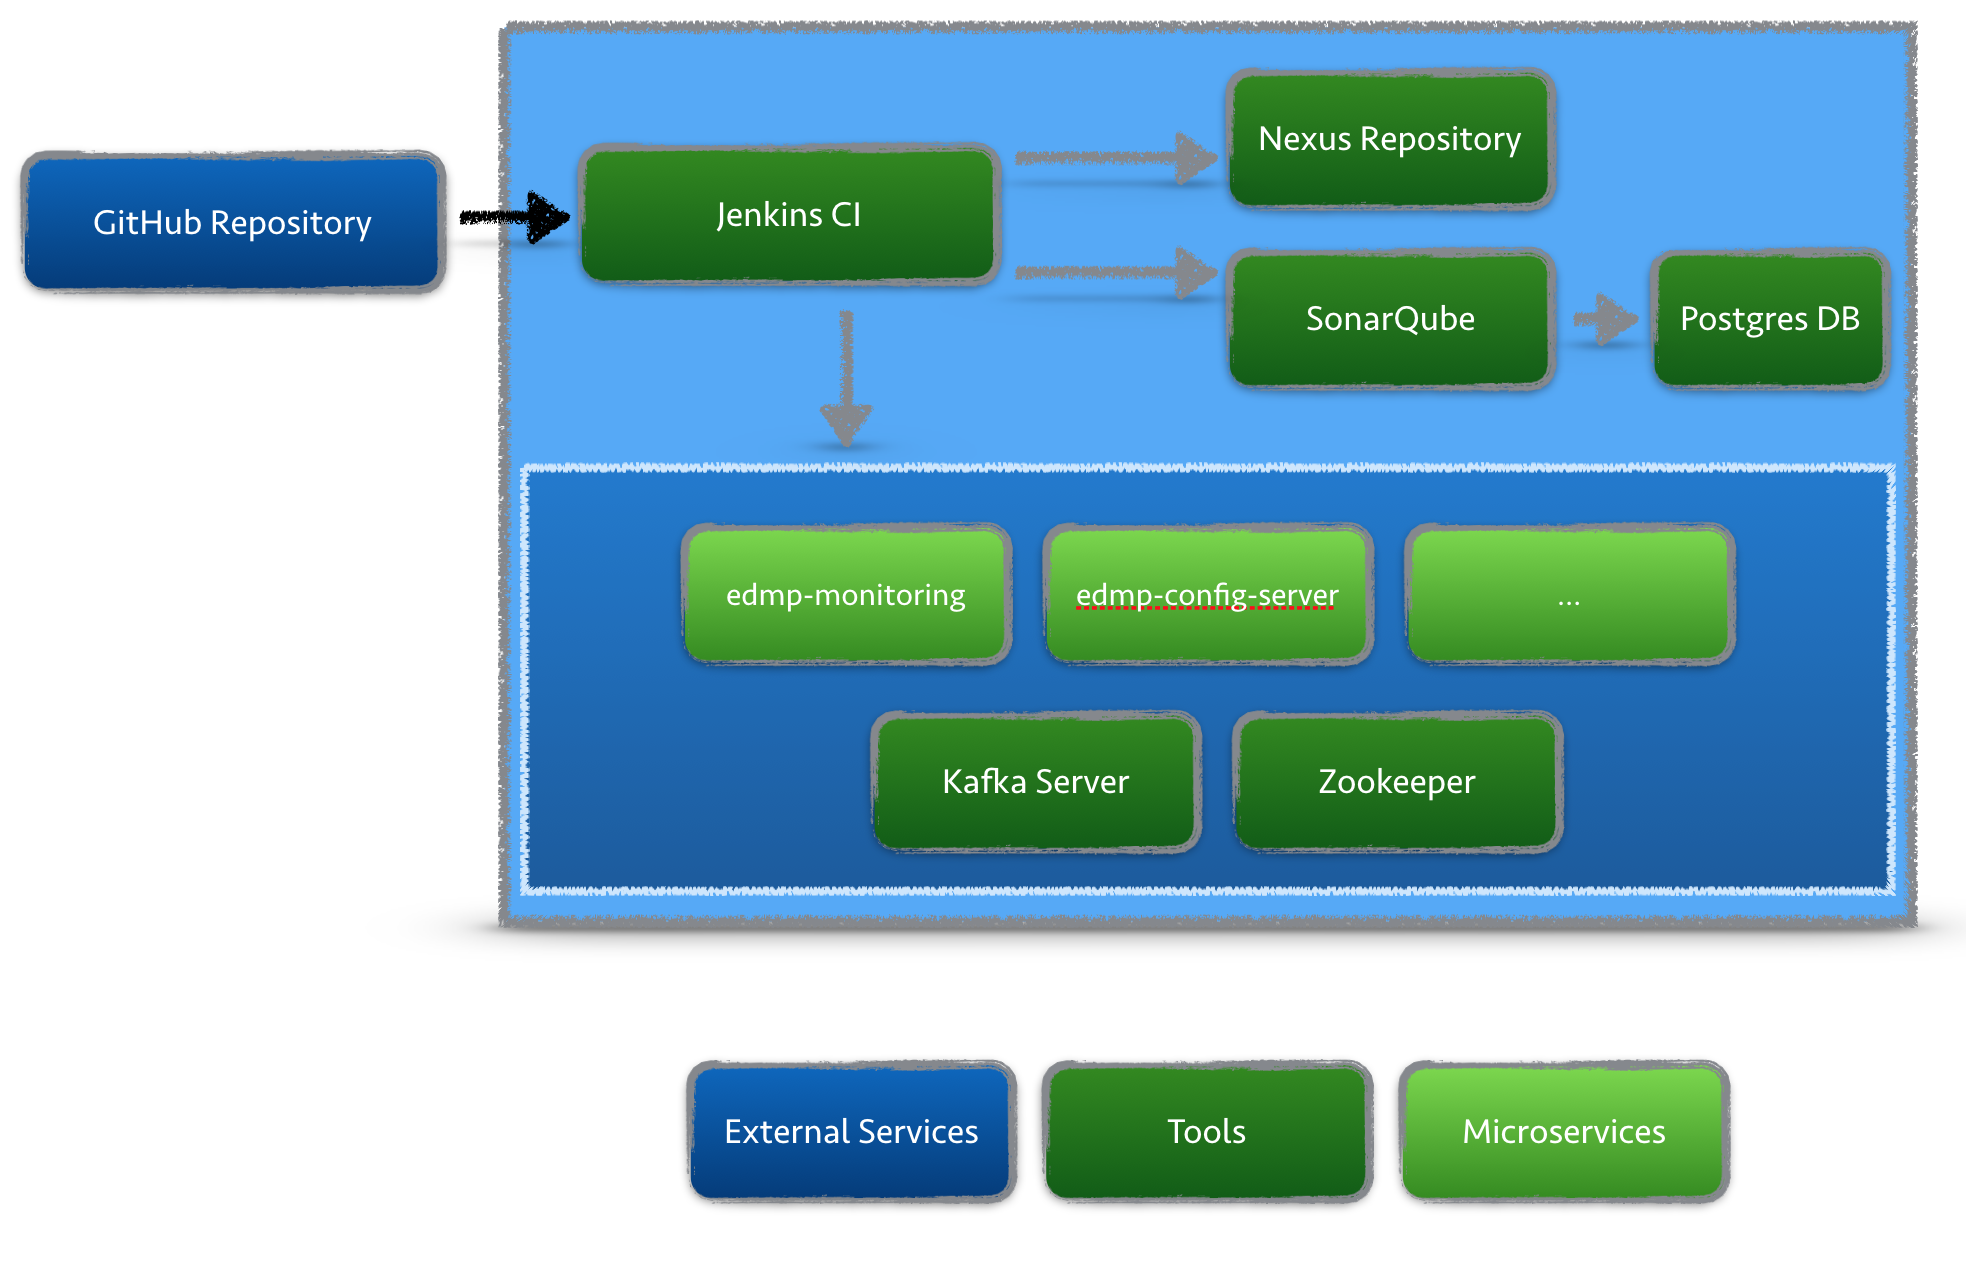 GitHub Repository
Jenkins CI
Nexus Repository
SonarQube
Postgres DB
edmp-monitoring
edmp-config-server
...
Kafka Server
Zookeeper
External Services
Tools
Microservices